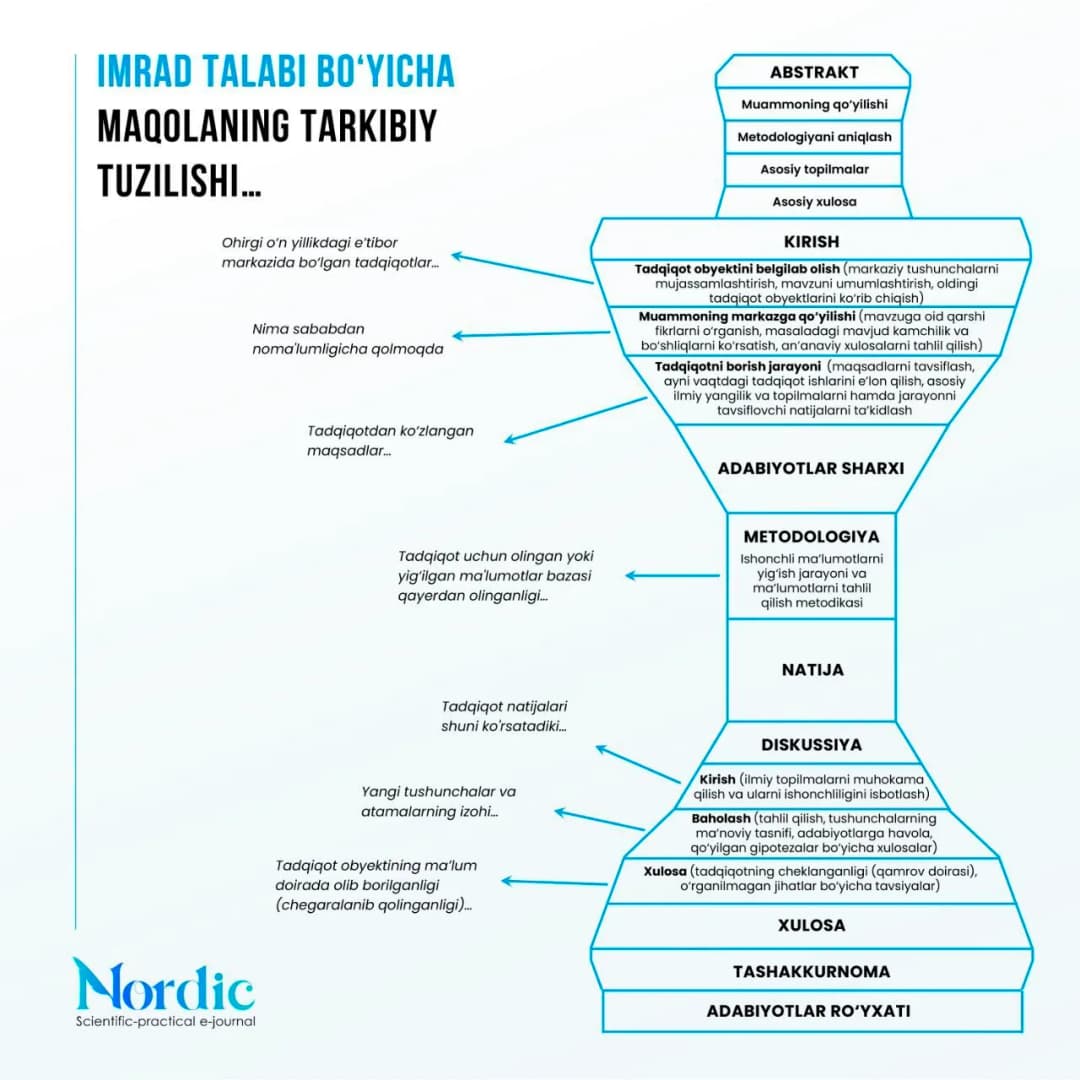 IMRAD TALABI BO‘YICHA
MAQOLANING TARKIBIY
TUZILISHI...
ABSTRAKT
Muammoning qo‘yilishi
Metodologiyani aniqlash
Asosiy topilmalar
Asosiy xulosa
KIRISH
Ohirgi o‘n yillikdagi e’tibor
markazida bo‘lgan tadqiqotlar...
Tadqiqot obyektini belgilab olish (markaziy tushunchalarni
mujassamlashtirish, mavzuni umumlashtirish, oldingi
tadqiqot obyektlarini ko‘rib chiqish)
Nima sababdan
noma'lumligicha qolmoqda
Muammoning markazga qo‘yilishi (mavzuga oid qarshi
fikrlarni o‘rganish, masaladagi mavjud kamchilik va
bo‘shliqlarni ko‘rsatish, an’anaviy xulosalarni tahlil qilish)
Tadqiqotni borish jarayoni (maqsadlarni tavsiflash,
ayni vaqtdagi tadqiqot ishlarini e’lon qilish, asosiy
ilmiy yangilik va topilmalarni hamda jarayonni
tavsiflovchi natijalarni ta’kidlash
Tadqiqotdan ko‘zlangan
maqsadlar...
ADABIYOTLAR SHARXI
METODOLOGIYA
Ishonchli ma’lumotlarni
yig‘ish jarayoni va
ma’lumotlarni tahlil
qilish metodikasi
Tadqiqot uchun olingan yoki
yig‘ilgan ma'lumotlar bazasi
qayerdan olinganligi...
NATIJA
Tadqiqot natijalari
shuni ko'rsatadiki...
DISKUSSIYA
Kirish (ilmiy topilmalarni muhokama
qilish va ularni ishonchliligini isbotlash)
Yangi tushunchalar va
atamalarning izohi...
Baholash (tahlil qilish, tushunchalarning
ma’noviy tasnifi, adabiyotlarga havola,
qo‘yilgan gipotezalar bo‘yicha xulosalar)
Tadqiqot obyektining ma’lum
doirada olib borilganligi
(chegaralanib qolinganligi)...
Xulosa (tadqiqotning cheklanganligi (qamrov doirasi),
o‘rganilmagan jihatlar bo‘yicha tavsiyalar)
XULOSA
TASHAKKURNOMA
ADABIYOTLAR RO‘YXATI
Nordic
Scientific-practical e-journal